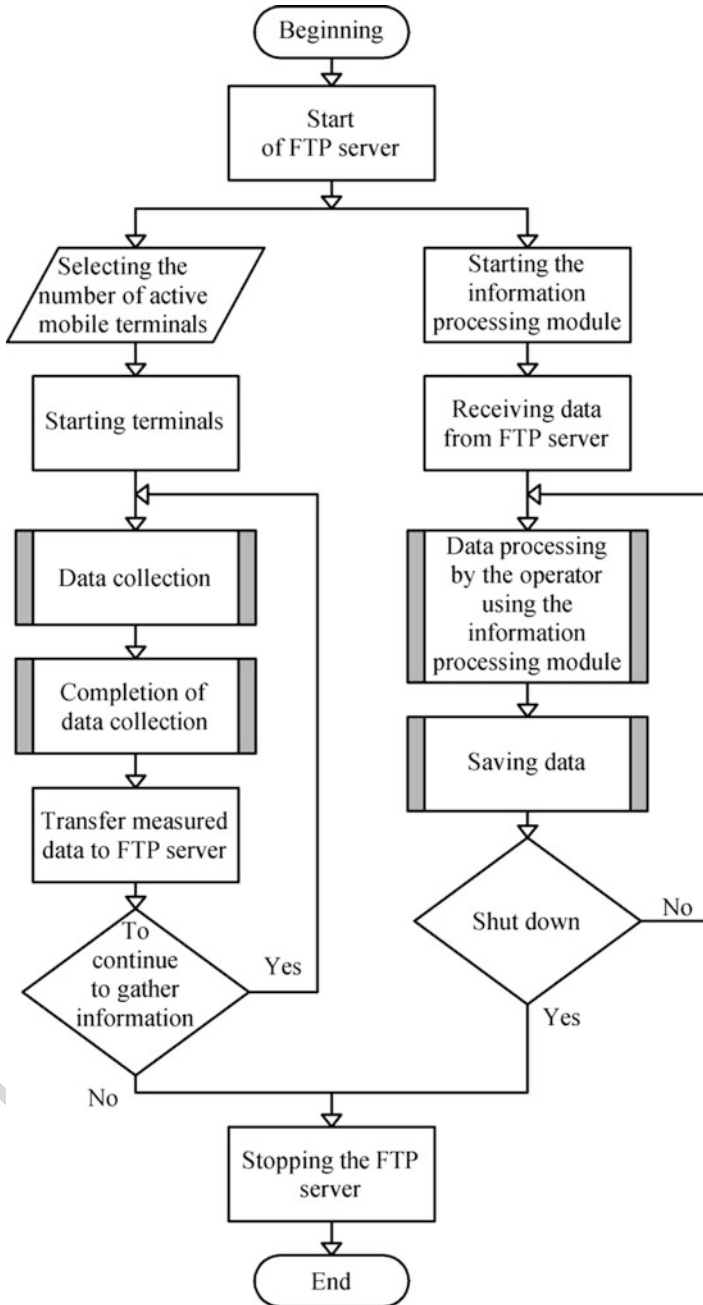 Beginning
Start
of FTP server
Selecting the
number of active
mobile terminals
Starting terminals
Data collection
Completion of
data collection
Transfer measured
data to FTP server
To
continue
to gather
information
Yes
No
Starting the
information
processing module
Receiving data
from FTP server
Data processing
by the operator
using the
information
processing module
Saving data
Shut down
No
Yes
Stopping the FTP
server
End